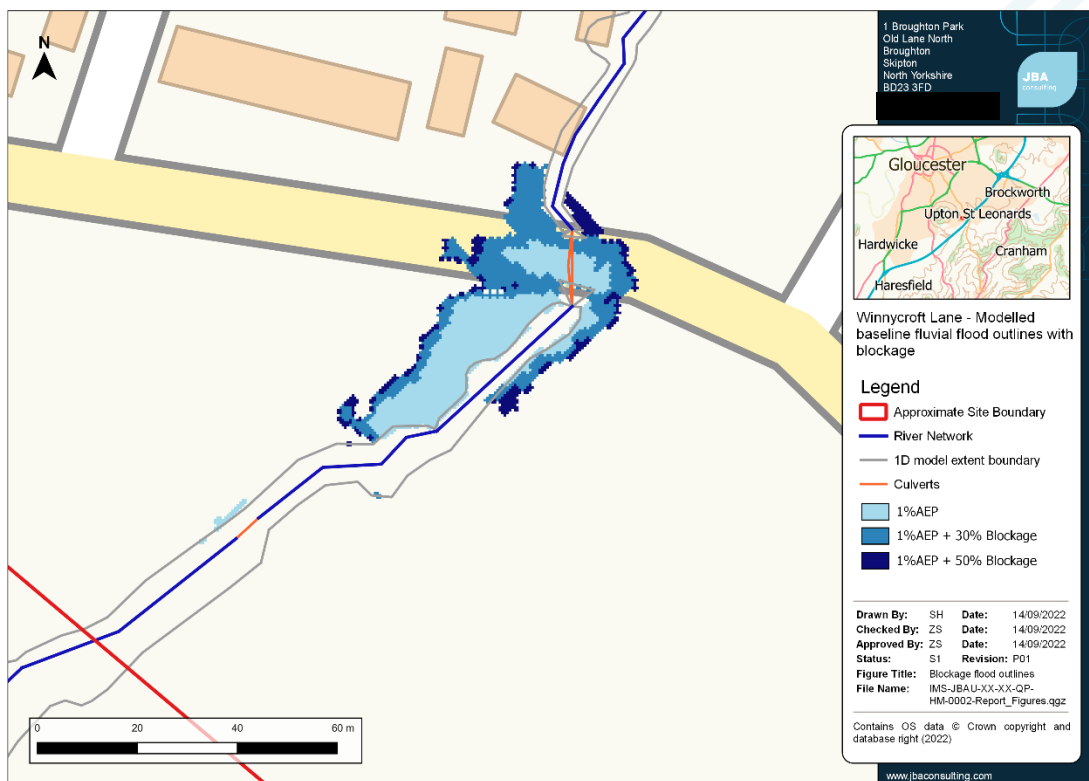 N
0 20 40 60 m
1 Broughton Park
Old Lane North
Broughton
Skipton
North Yorkshire
BD23 3FD
JBA
consulting
Gloucester
Brockworth
Upton St Leonards
Hardwicke
Cranham
Haresfield
Winnycroft Lane - Modelled
baseline fluvial flood outlines with
blockage
Legend
Approximate Site Boundary
River Network
1D model extent boundary
Culverts
1%AEP
1%AEP + 30% Blockage
1%AEP + 50% Blockage
Drawn By: SH Date: 14/09/2022
Checked By: ZS Date: 14/09/2022
Approved By: ZS Date: 14/09/2022
Status: S1 Revision: P01
Figure Title: Blockage flood outlines
File Name: IMS-JBAU-XX-XX-QP-
HM-0002-Report_Figures.qgz
Contains OS data © Crown copyright and
database right (2022)
www.jbaconsulting.com